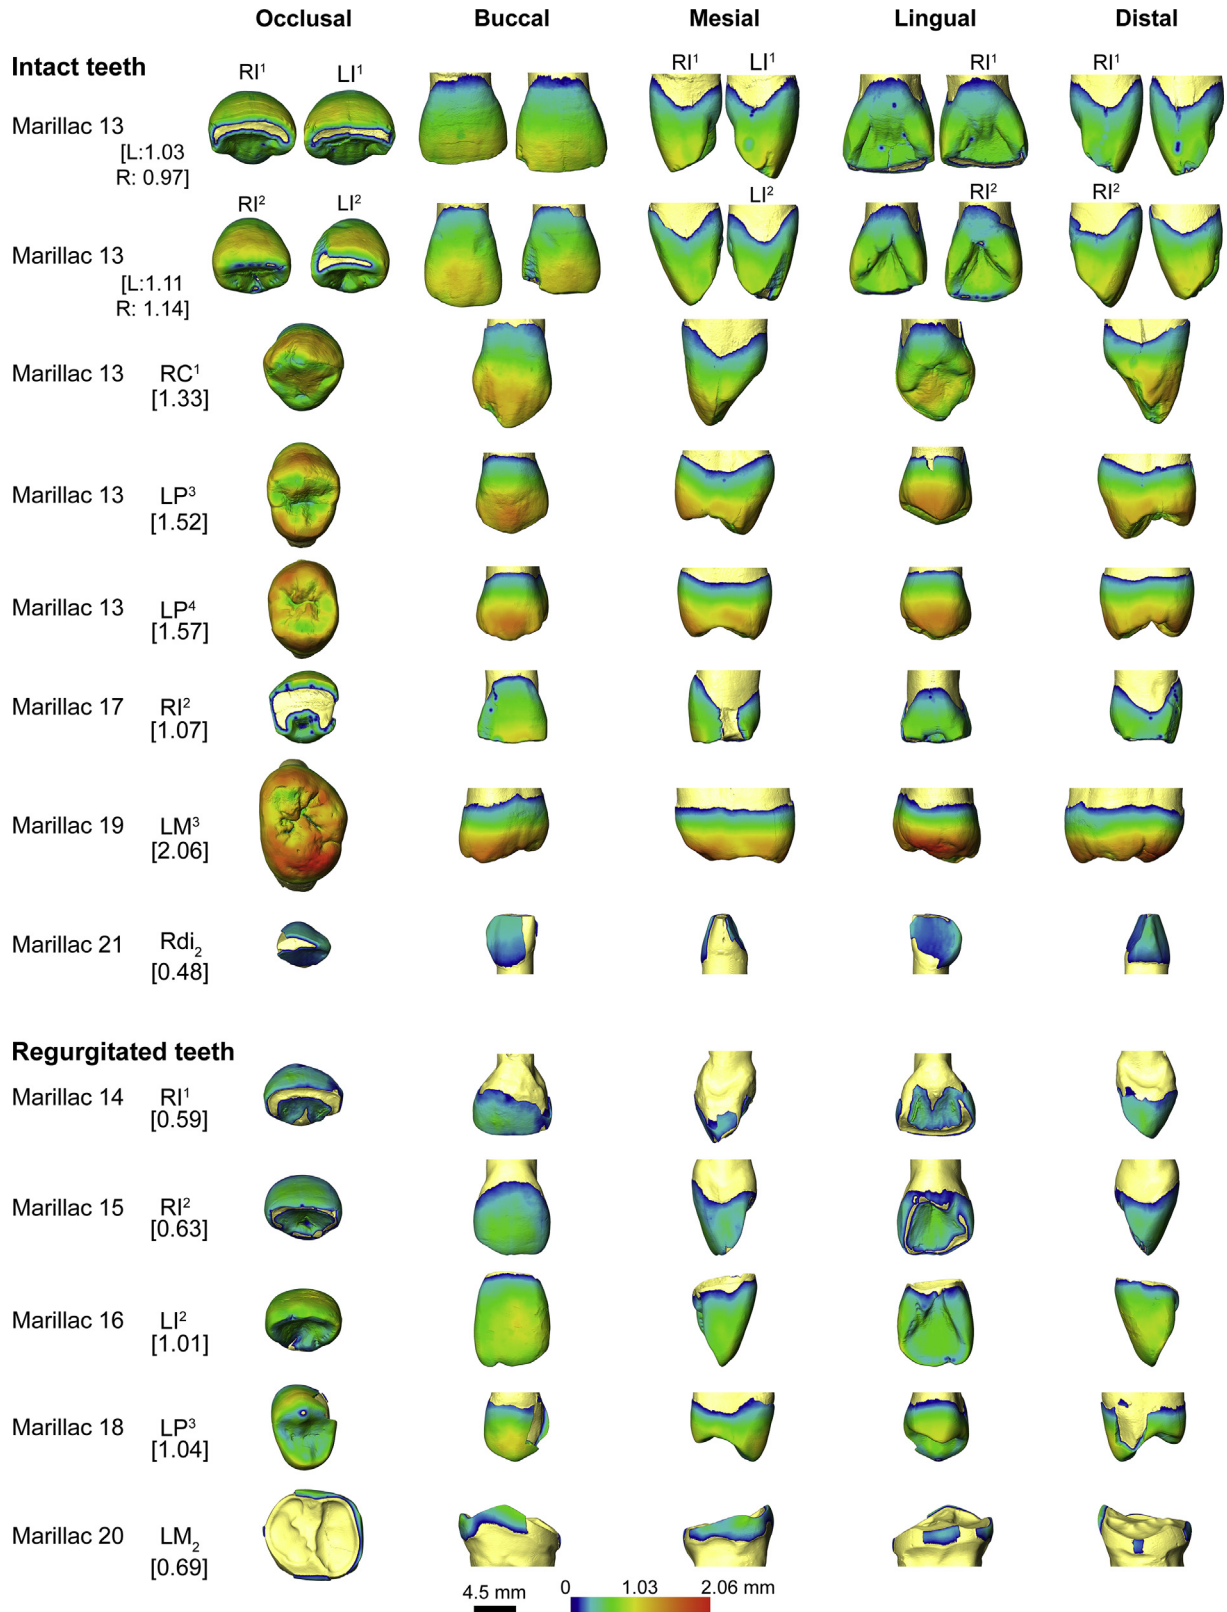 Occlusal Buccal Mesial Lingual Distal
Intact teeth
RI¹ LI¹ RI¹ LI¹ RI¹ RI¹
Marillac 13
[L:1.03
R: 0.97]
RI² LI² LI² RI² RI²
Marillac 13
[L:1.11
R: 1.14]
Marillac 13 RC¹
[1.33]
Marillac 13 LP³
[1.52]
Marillac 13 LP⁴
[1.57]
Marillac 17 RI²
[1.07]
Marillac 19 LM³
[2.06]
Marillac 21 Rdi₂
[0.48]
Regurgitated teeth
Marillac 14 RI¹
[0.59]
Marillac 15 RI²
[0.63]
Marillac 16 LI²
[1.01]
Marillac 18 LP³
[1.04]
Marillac 20 LM₂
[0.69]
4.5 mm 0 1.03 2.06 mm